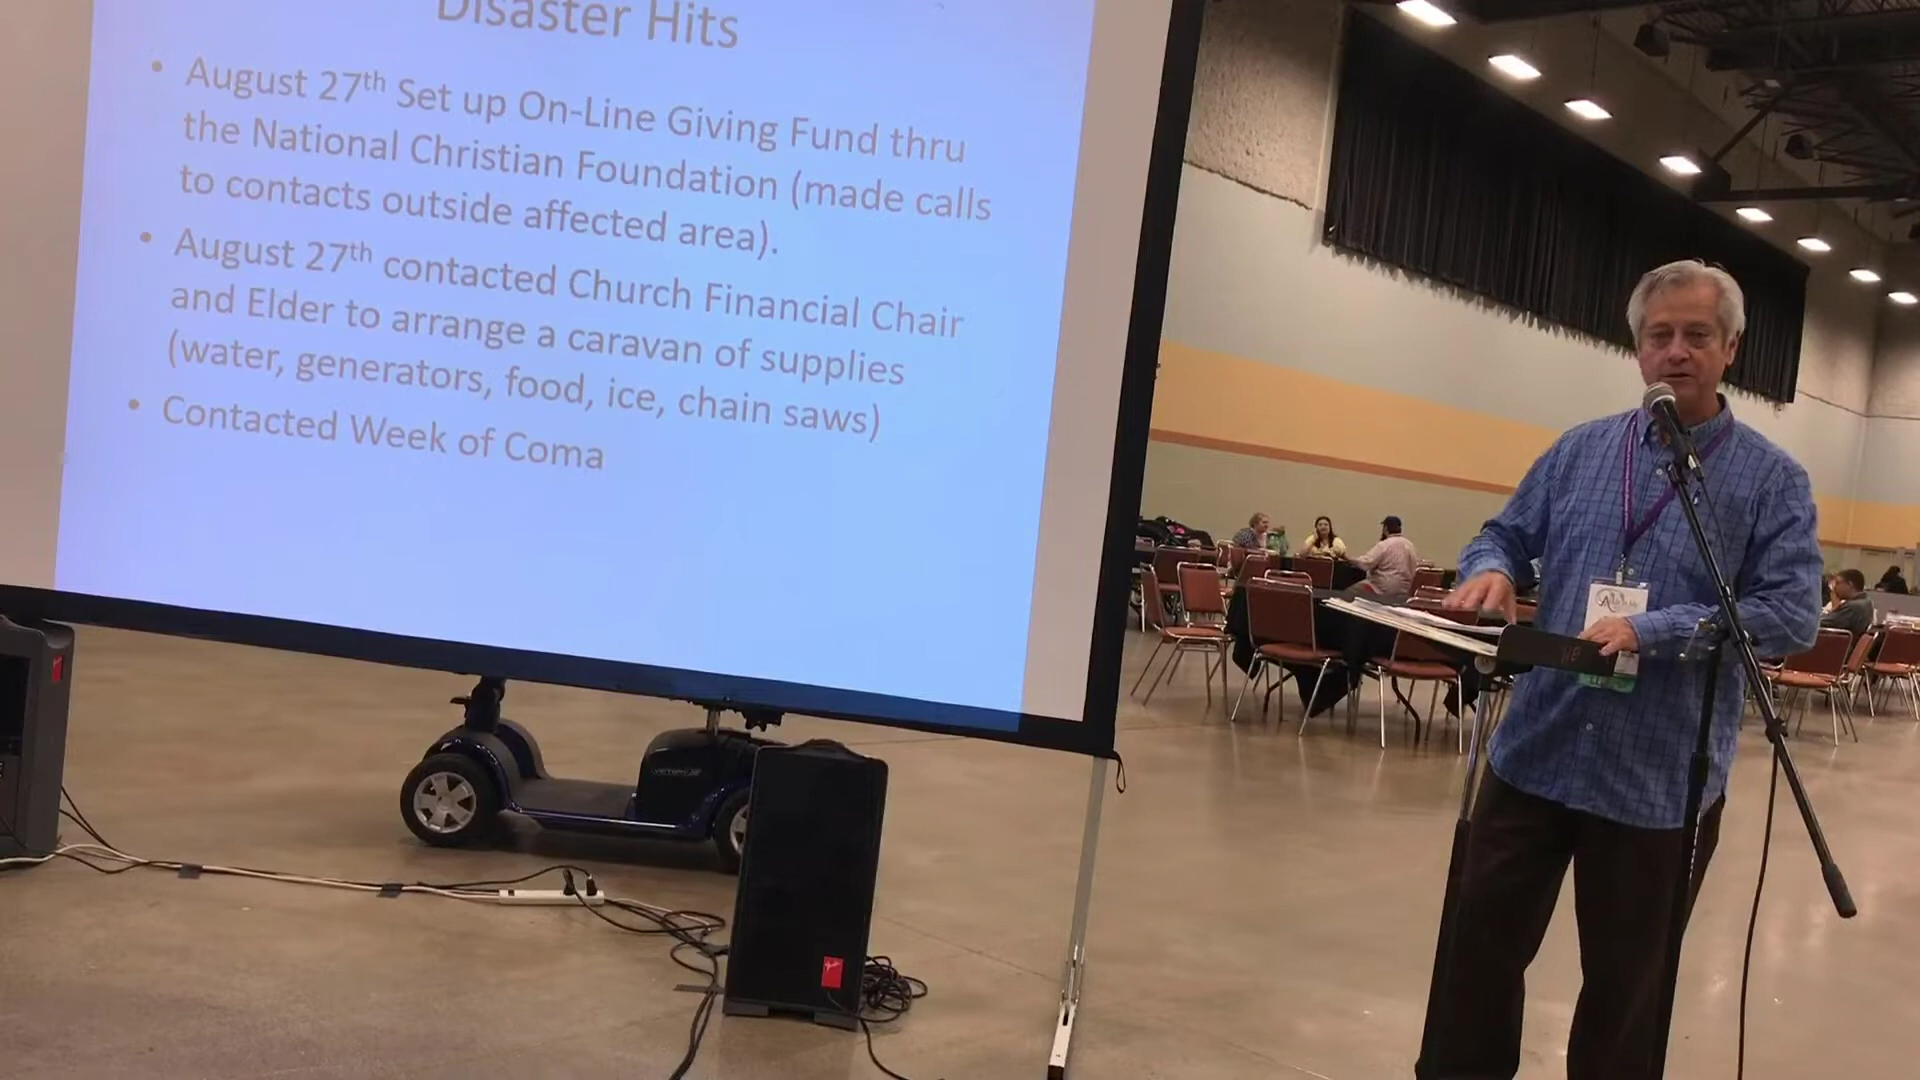 Disaster Hits
• August 27th Set up On-Line Giving Fund thru
the National Christian Foundation (made calls
to contacts outside affected area).
• August 27th contacted Church Financial Chair
and Elder to arrange a caravan of supplies
(water, generators, food, ice, chain saws)
• Contacted Week of Coma